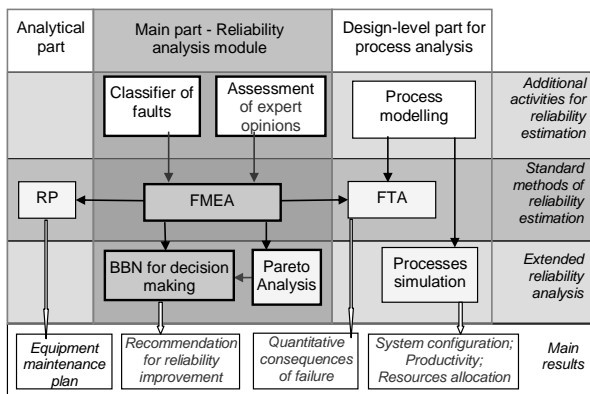 Analytical
part
Main part - Reliability
analysis module
Design-level part for
process analysis
Classifier of
faults
Assessment
of expert
opinions
Process
modelling
Additional
activities for
reliability
estimation
RP
FMEA
FTA
Standard
methods of
reliability
estimation
BBN for decision
making
Pareto
Analysis
Processes
simulation
Extended
reliability
analysis
Equipment
maintenance
plan
Recommendation
for reliability
improvement
Quantitative
consequences
of failure
System configuration;
Productivity;
Resources allocation
Main
results